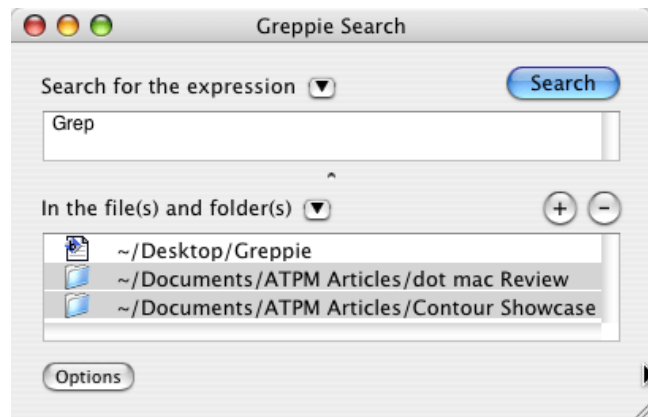 Greppie Search
Search for the expression
Search
Grep
In the file(s) and folder(s)
+ -
~/Desktop/Greppie
~/Documents/ATPM Articles/dot mac Review
~/Documents/ATPM Articles/Contour Showcase
Options